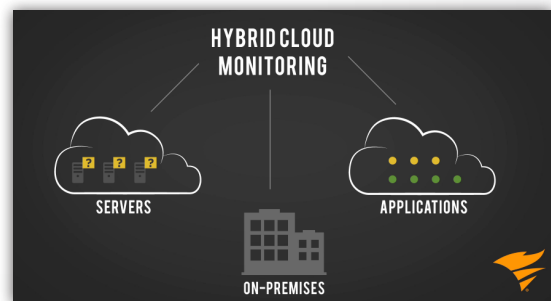 HYBRID CLOUD
MONITORING
? ? ?
SERVERS
APPLICATIONS
ON-PREMISES